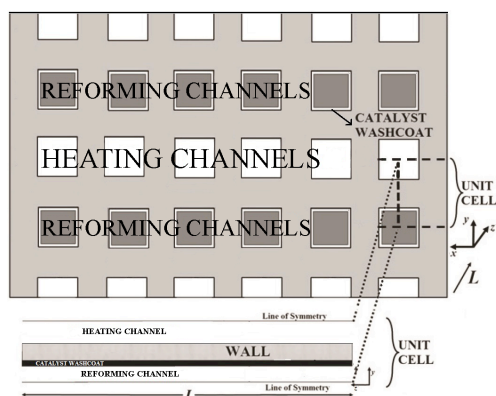 REFORMING CHANNELS
CATALYST
WASHCOAT
HEATING CHANNELS
UNIT
CELL
REFORMING CHANNELS
y
z
x
L
Line of Symmetry
HEATING CHANNEL
WALL
UNIT
CELL
CATALYST WASHCOAT
REFORMING CHANNEL
y
Line of Symmetry
L